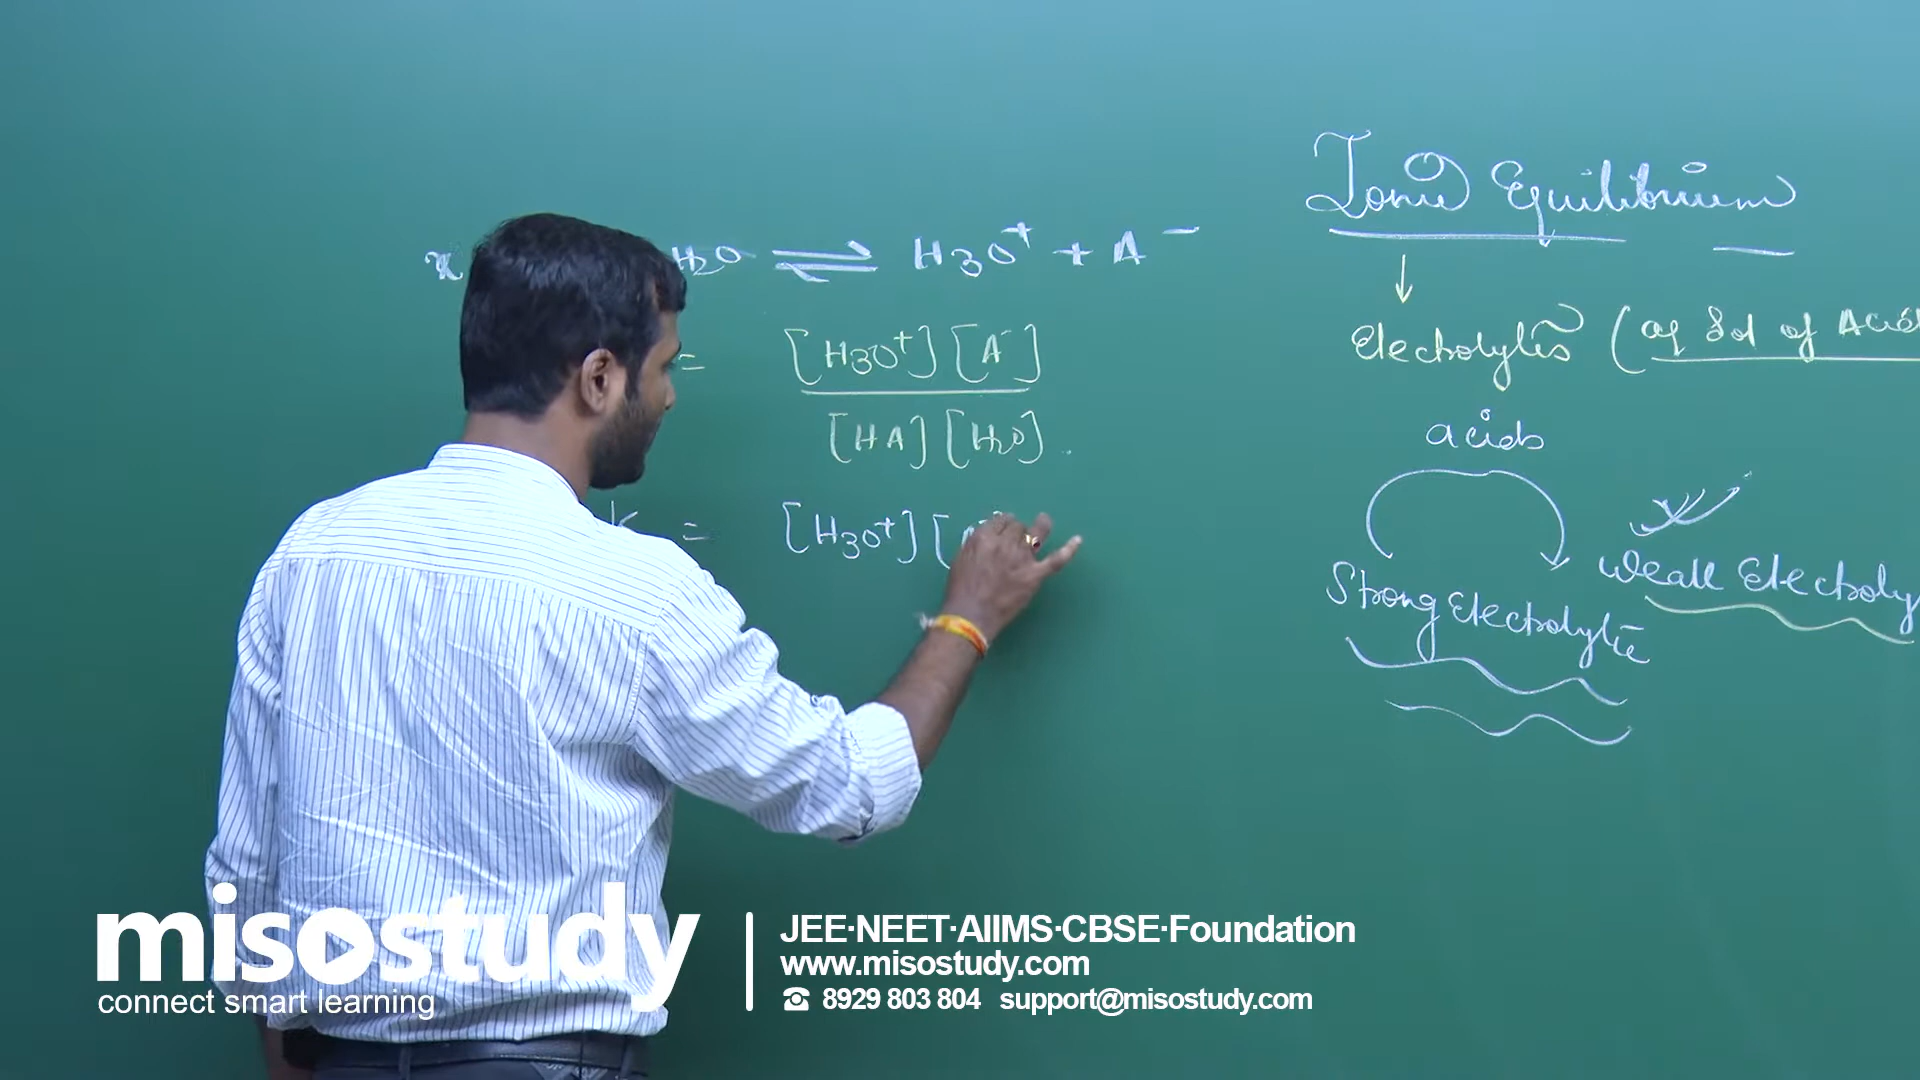 H2O ⇌ H3O+ + A−
= [H3O+] [A−]
[HA] [H2O]
K = [H3O+] [
Ionic Equilibrium
↓
Electrolytes (aq Sol of Acids
acids
Strong Electrolyte
Weak Electroly
misostudy
connect smart learning
JEE·NEET·AIIMS·CBSE·Foundation
www.misostudy.com
8929 803 804 support@misostudy.com